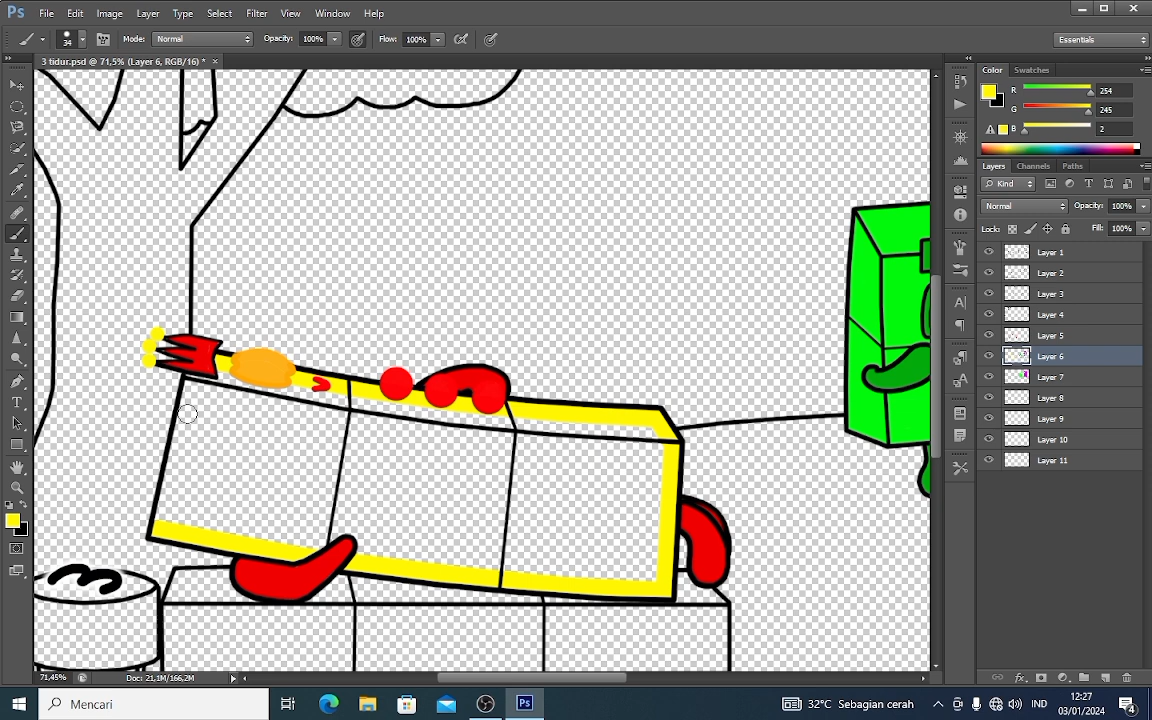 Ps File Edit Image Layer Type Select Filter View Window Help
34 Mode: Normal Opacity: 100% Flow: 100% Essentials
3 tidur.psd @ 71,5% (Layer 6, RGB/16) * ×
Color Swatches
R 254
G 245
B 2
Layers Channels Paths
Kind
Normal Opacity: 100%
Lock: Fill: 100%
Layer 1
Layer 2
Layer 3
Layer 4
Layer 5
Layer 6
Layer 7
Layer 8
Layer 9
Layer 10
Layer 11
71,45% Doc: 21,1M/166,2M
Mencari
32°C Sebagian cerah
IND
12:27
03/01/2024
4